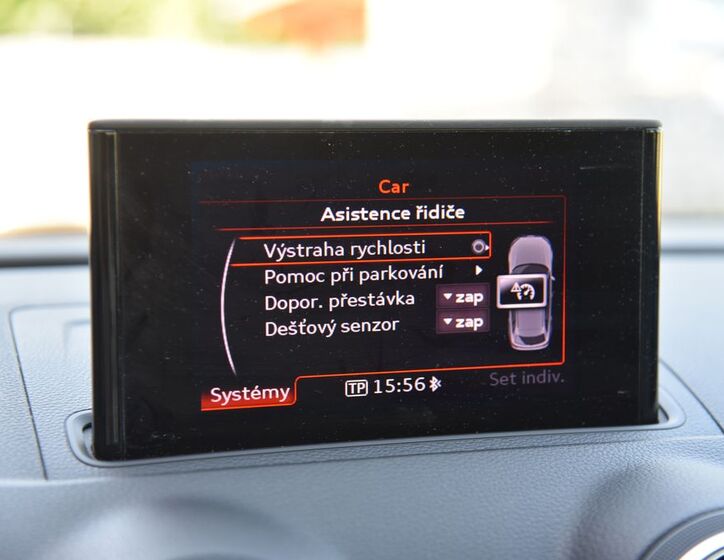 Car
Asistence řidiče
Výstraha rychlosti
Pomoc při parkování
Dopor. přestávka zap
Dešťový senzor zap
Systémy TP 15:56 Set indiv.